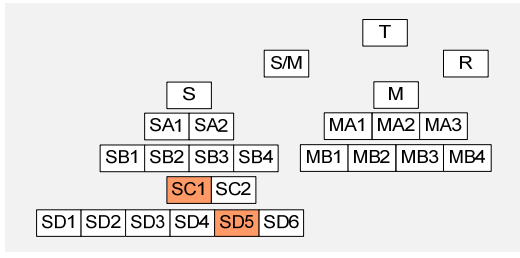 T
S/M R
S M
SA1 SA2 MA1 MA2 MA3
SB1 SB2 SB3 SB4 MB1 MB2 MB3 MB4
SC1 SC2
SD1 SD2 SD3 SD4 SD5 SD6